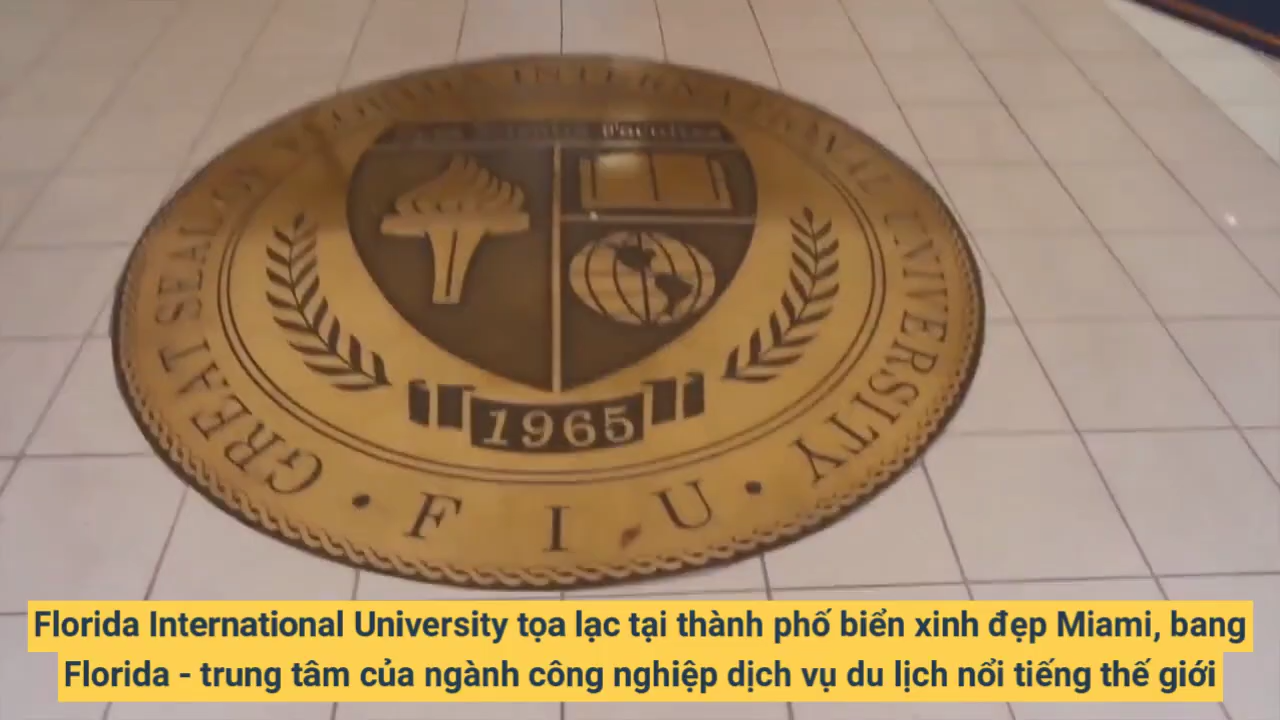 GREAT SEAL INTERNATIONAL UNIVERSITY
1965
• F I U •
Florida International University tọa lạc tại thành phố biển xinh đẹp Miami, bang
Florida - trung tâm của ngành công nghiệp dịch vụ du lịch nổi tiếng thế giới